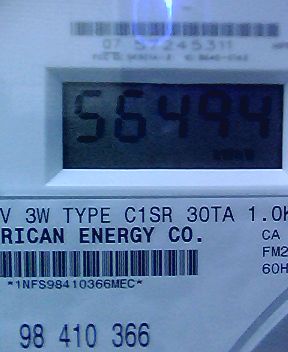 07 57245311
56494
V 3W TYPE C1SR 30TA 1.0K
RICAN ENERGY CO.
CA
FM2
60H
*1NFS98410366MEC*
98 410 366